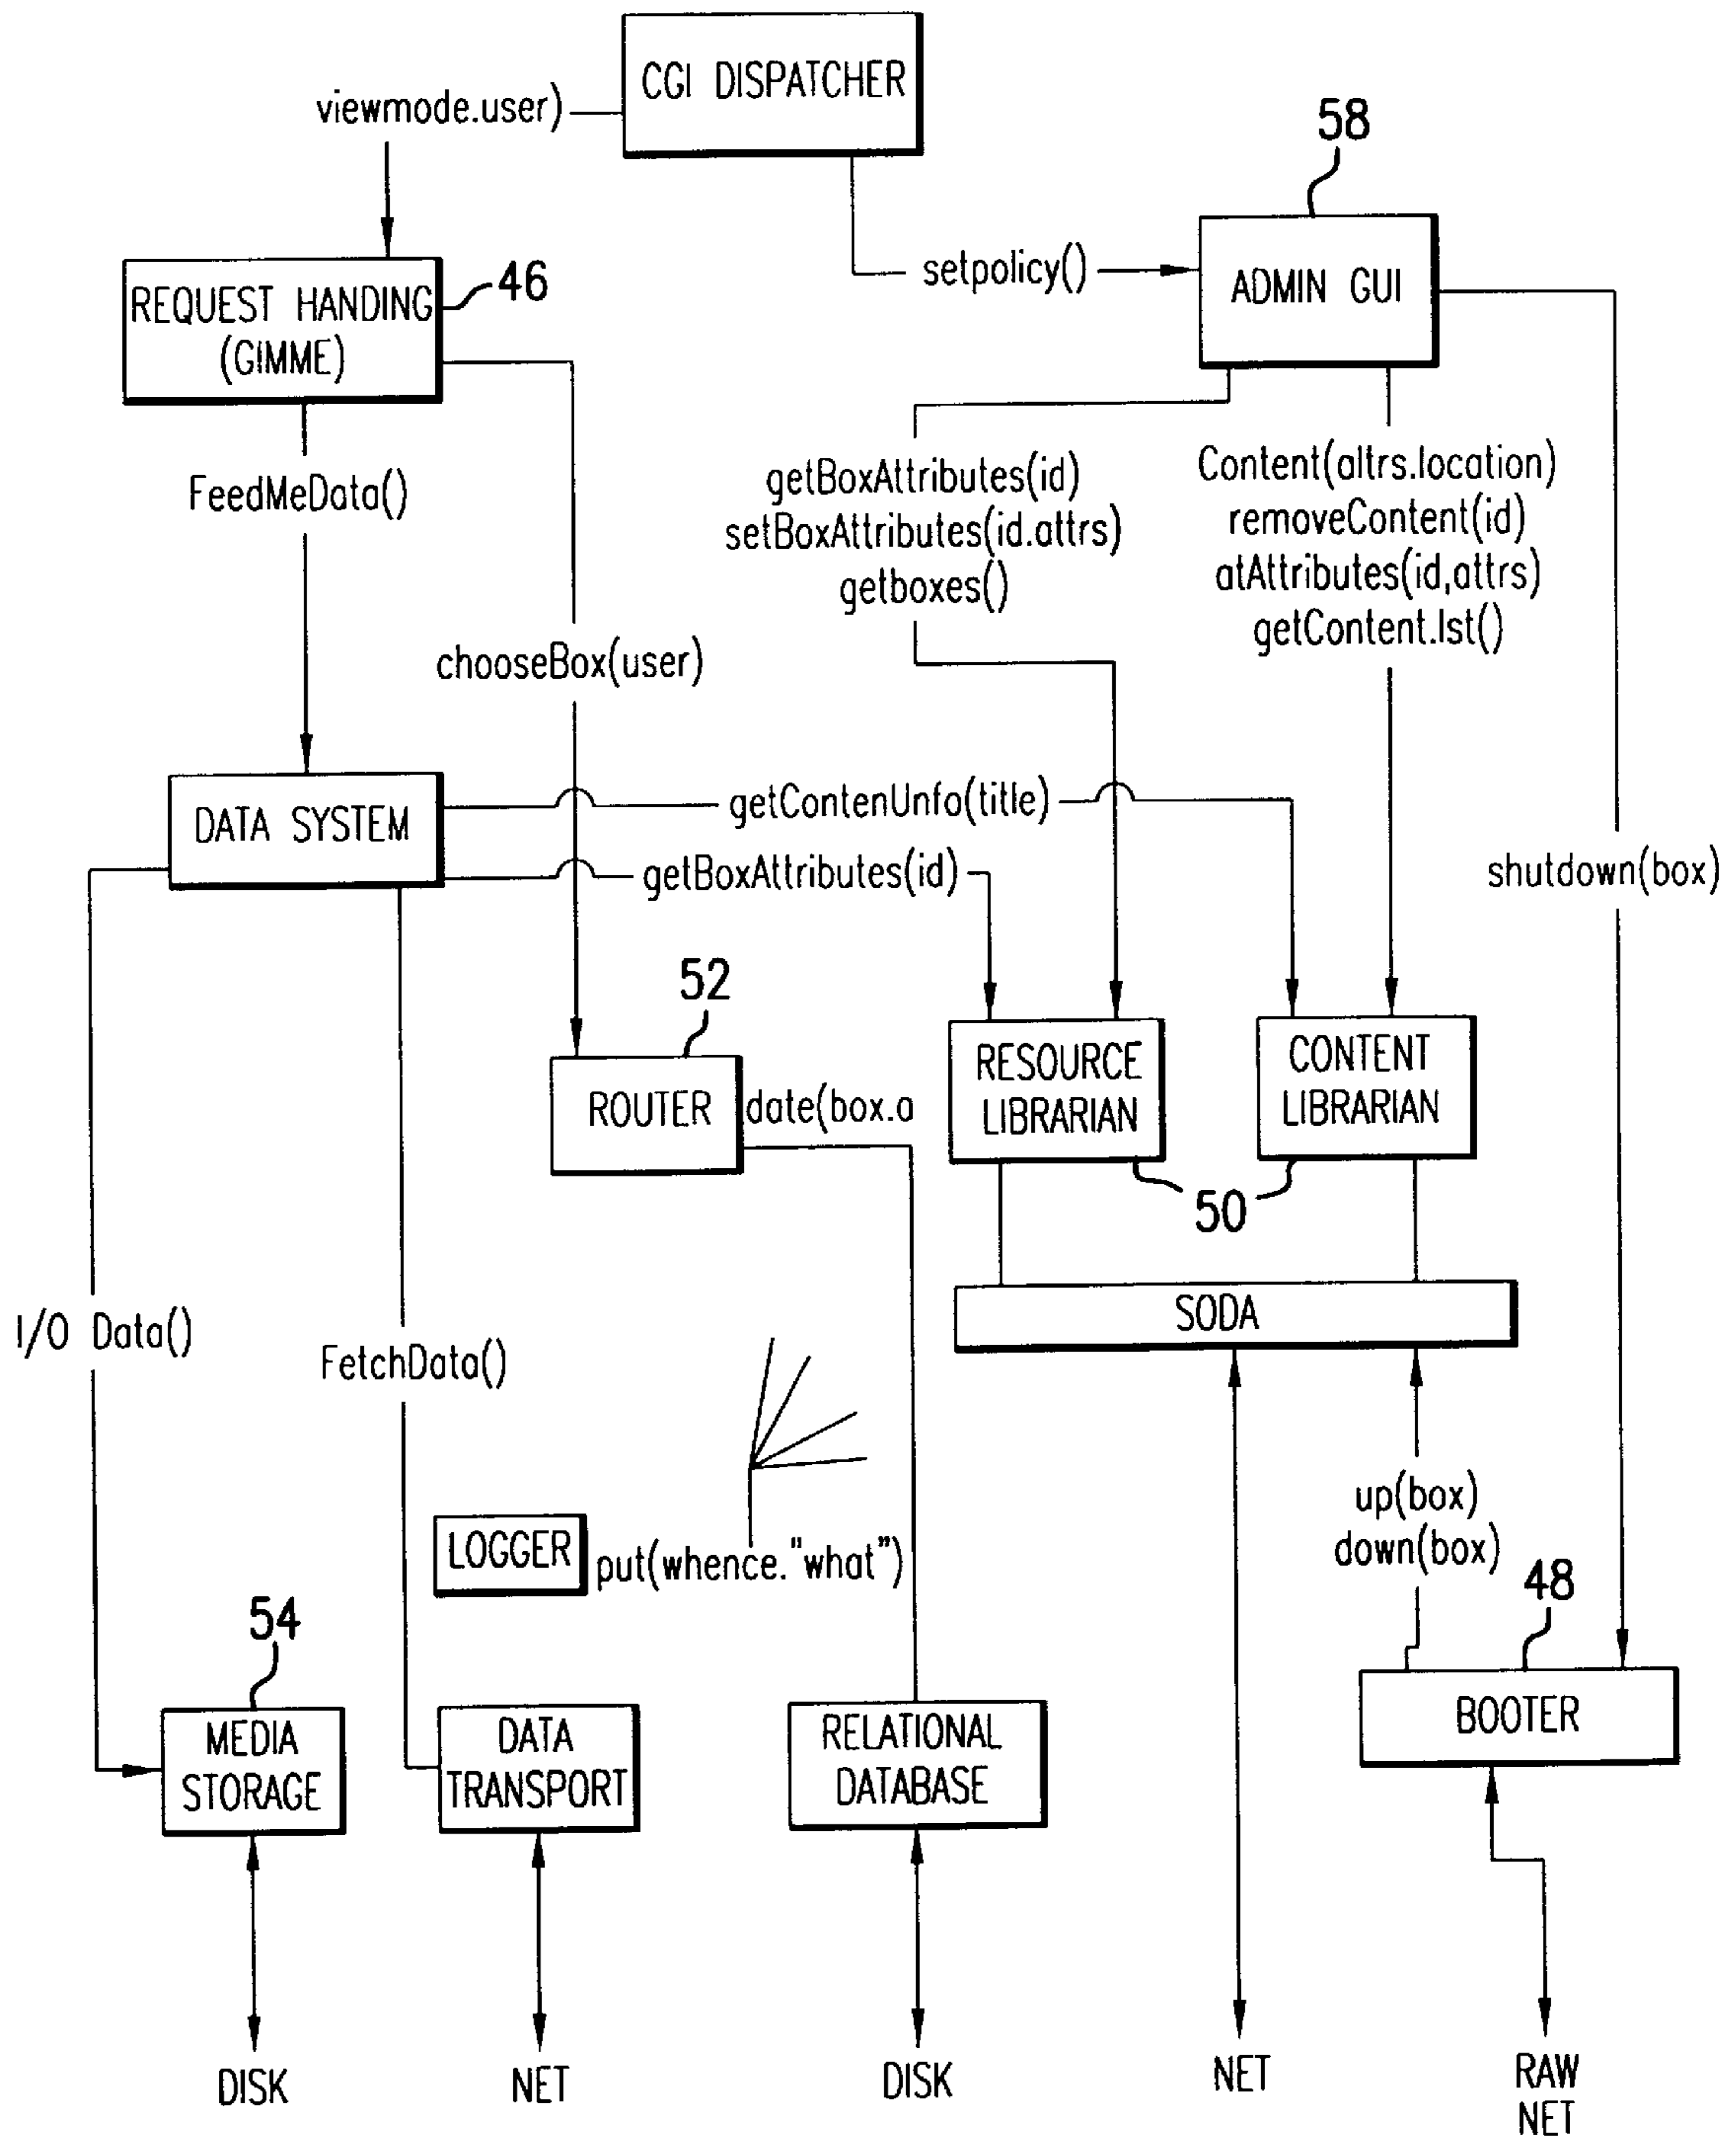 CGI DISPATCHER
viewmode.user)
58
setpolicy()
ADMIN GUI
REQUEST HANDING
(GIMME)
46
FeedMeData()
getBoxAttributes(id)
setBoxAttributes(id.attrs)
getboxes()
Content(altrs.location)
removeContent(id)
atAttributes(id,attrs)
getContent.lst()
chooseBox(user)
DATA SYSTEM
getContenUnfo(title)
getBoxAttributes(id)
shutdown(box)
52
ROUTER
date(box.a
RESOURCE
LIBRARIAN
CONTENT
LIBRARIAN
50
SODA
I/O Data()
FetchData()
LOGGER
put(whence."what")
up(box)
down(box)
48
BOOTER
54
MEDIA
STORAGE
DATA
TRANSPORT
RELATIONAL
DATABASE
DISK
NET
DISK
NET
RAW
NET